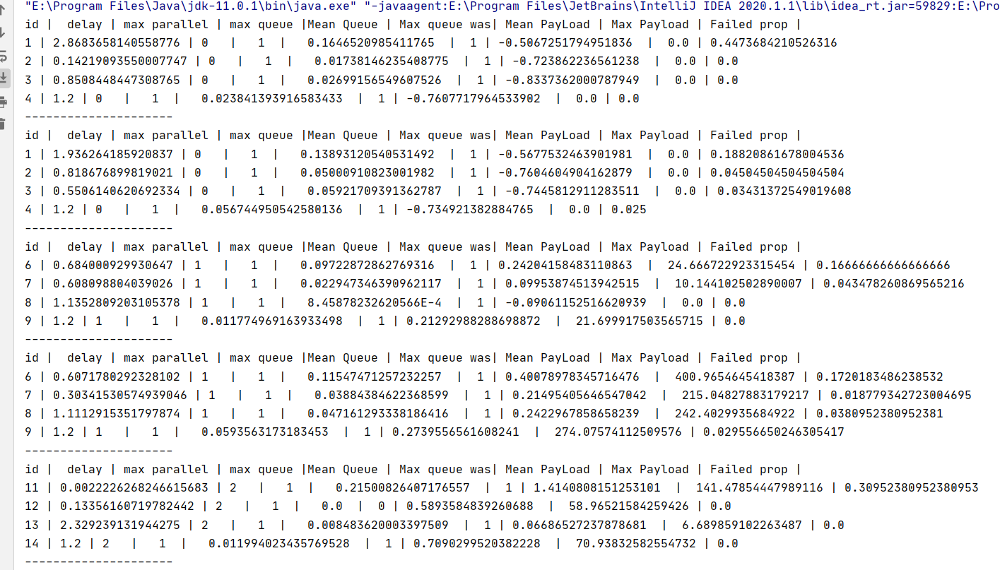 "E:\Program Files\Java\jdk-11.0.1\bin\java.exe" "-javaagent:E:\Program Files\JetBrains\IntelliJ IDEA 2020.1.1\lib\idea_rt.jar=59829:E:\Pro
id |  delay | max parallel | max queue |Mean Queue | Max queue was| Mean PayLoad | Max Payload | Failed prop |
1 | 2.8683658140558776 | 0   |   1  |   0.1646520985411765  |  1 | -0.5067251794951836  |  0.0 | 0.4473684210526316
2 | 0.14219093550007747 | 0   |   1  |   0.01738146235408775  |  1 | -0.723862236561238  |  0.0 | 0.0
3 | 0.8508448447308765 | 0   |   1  |   0.02699156549607526  |  1 | -0.8337362000787949  |  0.0 | 0.0
4 | 1.2 | 0   |   1  |   0.023841393916583433  |  1 | -0.7607717964533902  |  0.0 | 0.0
---------------------
id |  delay | max parallel | max queue |Mean Queue | Max queue was| Mean PayLoad | Max Payload | Failed prop |
1 | 1.936264185920837 | 0   |   1  |   0.13893120540531492  |  1 | -0.5677532463901981  |  0.0 | 0.18820861678004536
2 | 0.818676899819021 | 0   |   1  |   0.05000910823001982  |  1 | -0.7604604904162879  |  0.0 | 0.04504504504504504
3 | 0.5506140620692334 | 0   |   1  |   0.05921709391362787  |  1 | -0.7445812911283511  |  0.0 | 0.03431372549019608
4 | 1.2 | 0   |   1  |   0.056744950542580136  |  1 | -0.734921382884765  |  0.0 | 0.025
---------------------
id |  delay | max parallel | max queue |Mean Queue | Max queue was| Mean PayLoad | Max Payload | Failed prop |
6 | 0.684000929930647 | 1   |   1  |   0.09722872862769316  |  1 | 0.24204158483110863  |  24.666722923315454 | 0.16666666666666666
7 | 0.608098804039026 | 1   |   1  |   0.022947346390962117  |  1 | 0.09953874513942515  |  10.144102502890007 | 0.043478260869565216
8 | 1.1352809203105378 | 1   |   1  |   8.45878232620566E-4  |  1 | -0.09061152516620939  |  0.0 | 0.0
9 | 1.2 | 1   |   1  |   0.011774969163933498  |  1 | 0.21292988288698872  |  21.699917503565715 | 0.0
---------------------
id |  delay | max parallel | max queue |Mean Queue | Max queue was| Mean PayLoad | Max Payload | Failed prop |
6 | 0.6071780292328102 | 1   |   1  |   0.11547471257232257  |  1 | 0.40078978345716476  |  400.9654645418387 | 0.1720183486238532
7 | 0.30341530574939046 | 1   |   1  |   0.03884384622368599  |  1 | 0.21495405646547042  |  215.04827883179217 | 0.018779342723004695
8 | 1.1112915351797874 | 1   |   1  |   0.047161293338186416  |  1 | 0.2422967858658239  |  242.4029935684922 | 0.0380952380952381
9 | 1.2 | 1   |   1  |   0.0593563173183453  |  1 | 0.2739556561608241  |  274.07574112509576 | 0.029556650246305417
---------------------
id |  delay | max parallel | max queue |Mean Queue | Max queue was| Mean PayLoad | Max Payload | Failed prop |
11 | 0.0022226268246615683 | 2   |   1  |   0.21500826407176557  |  1 | 1.4140808151253101  |  141.47854447989116 | 0.30952380952380953
12 | 0.13356160719782442 | 2   |   1  |   0.0  |  0 | 0.5893584839260688  |  58.96521584259426 | 0.0
13 | 2.329239131944275 | 2   |   1  |   0.008483620003397509  |  1 | 0.06686527237878681  |  6.689859102263487 | 0.0
14 | 1.2 | 2   |   1  |   0.011994023435769528  |  1 | 0.7090299520382228  |  70.93832582554732 | 0.0
---------------------